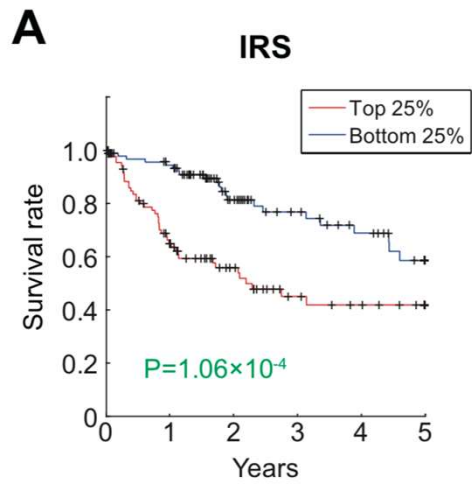 A
IRS
Top 25%
Bottom 25%
1.0
0.8
0.6
0.4
0.2
0
Survival rate
P=1.06×10⁻⁴
0 1 2 3 4 5
Years